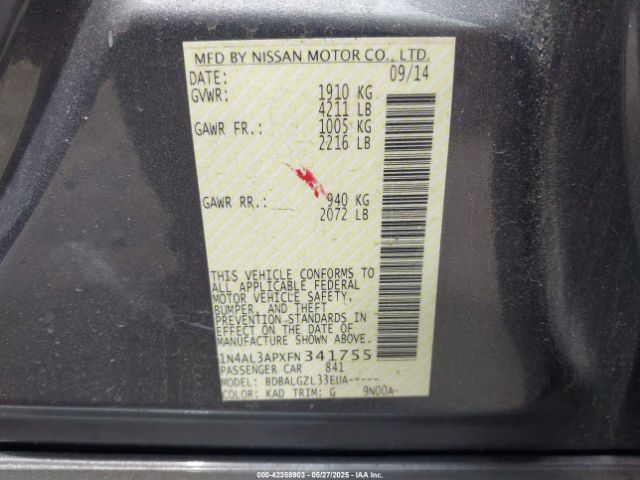 MFD BY NISSAN MOTOR CO., LTD.
DATE: 09/14
GVWR: 1910 KG
4211 LB
GAWR FR.: 1005 KG
2216 LB
GAWR RR.: 940 KG
2072 LB
THIS VEHICLE CONFORMS TO
ALL APPLICABLE FEDERAL
MOTOR VEHICLE SAFETY,
BUMPER, AND THEFT
PREVENTION STANDARDS IN
EFFECT ON THE DATE OF
MANUFACTURE SHOWN ABOVE.
1N4AL3APXFN341755
PASSENGER CAR 841
MODEL: BDBALGZL33EUA-----
COLOR: KAD TRIM: G 9N00A-
000-42358903 — 05/27/2025 — IAAI, Inc.